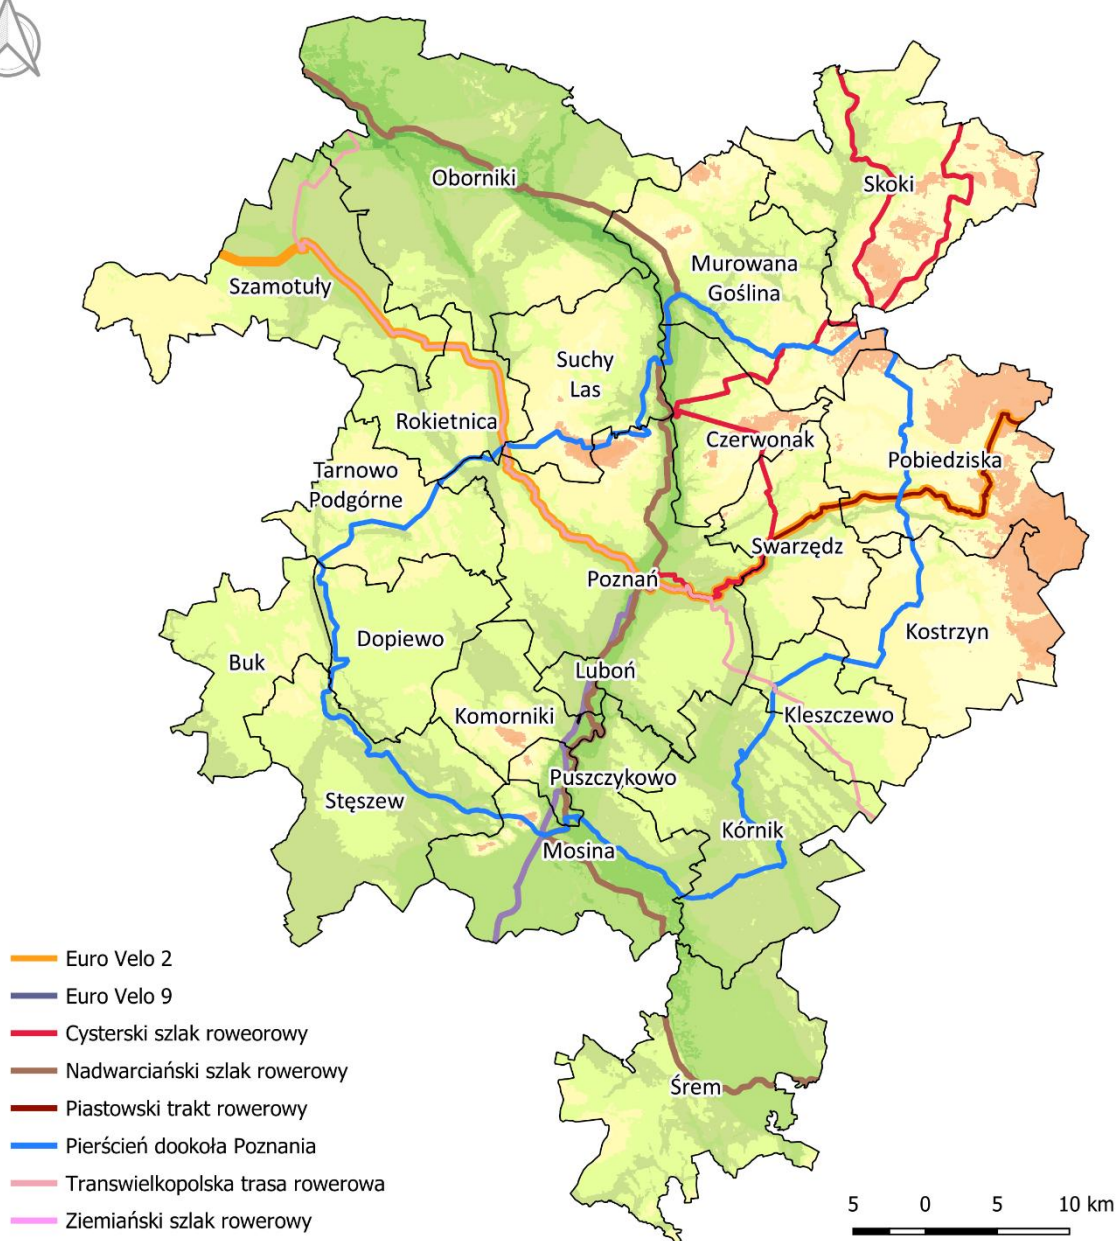 Oborniki
Skoki
Murowana
Goślina
Szamotuły
Suchy
Las
Rokietnica
Czerwonak
Tarnowo
Podgórne
Pobiedziska
Swarzędz
Poznań
Dopiewo
Kostrzyn
Buk
Luboń
Komorniki
Kleszczewo
Puszczykowo
Stęszew
Kórnik
Mosina
Śrem
Euro Velo 2
Euro Velo 9
Cysterski szlak roweorowy
Nadwarciański szlak rowerowy
Piastowski trakt rowerowy
Pierścień dookoła Poznania
Transwielkopolska trasa rowerowa
Ziemiański szlak rowerowy
5 0 5 10 km